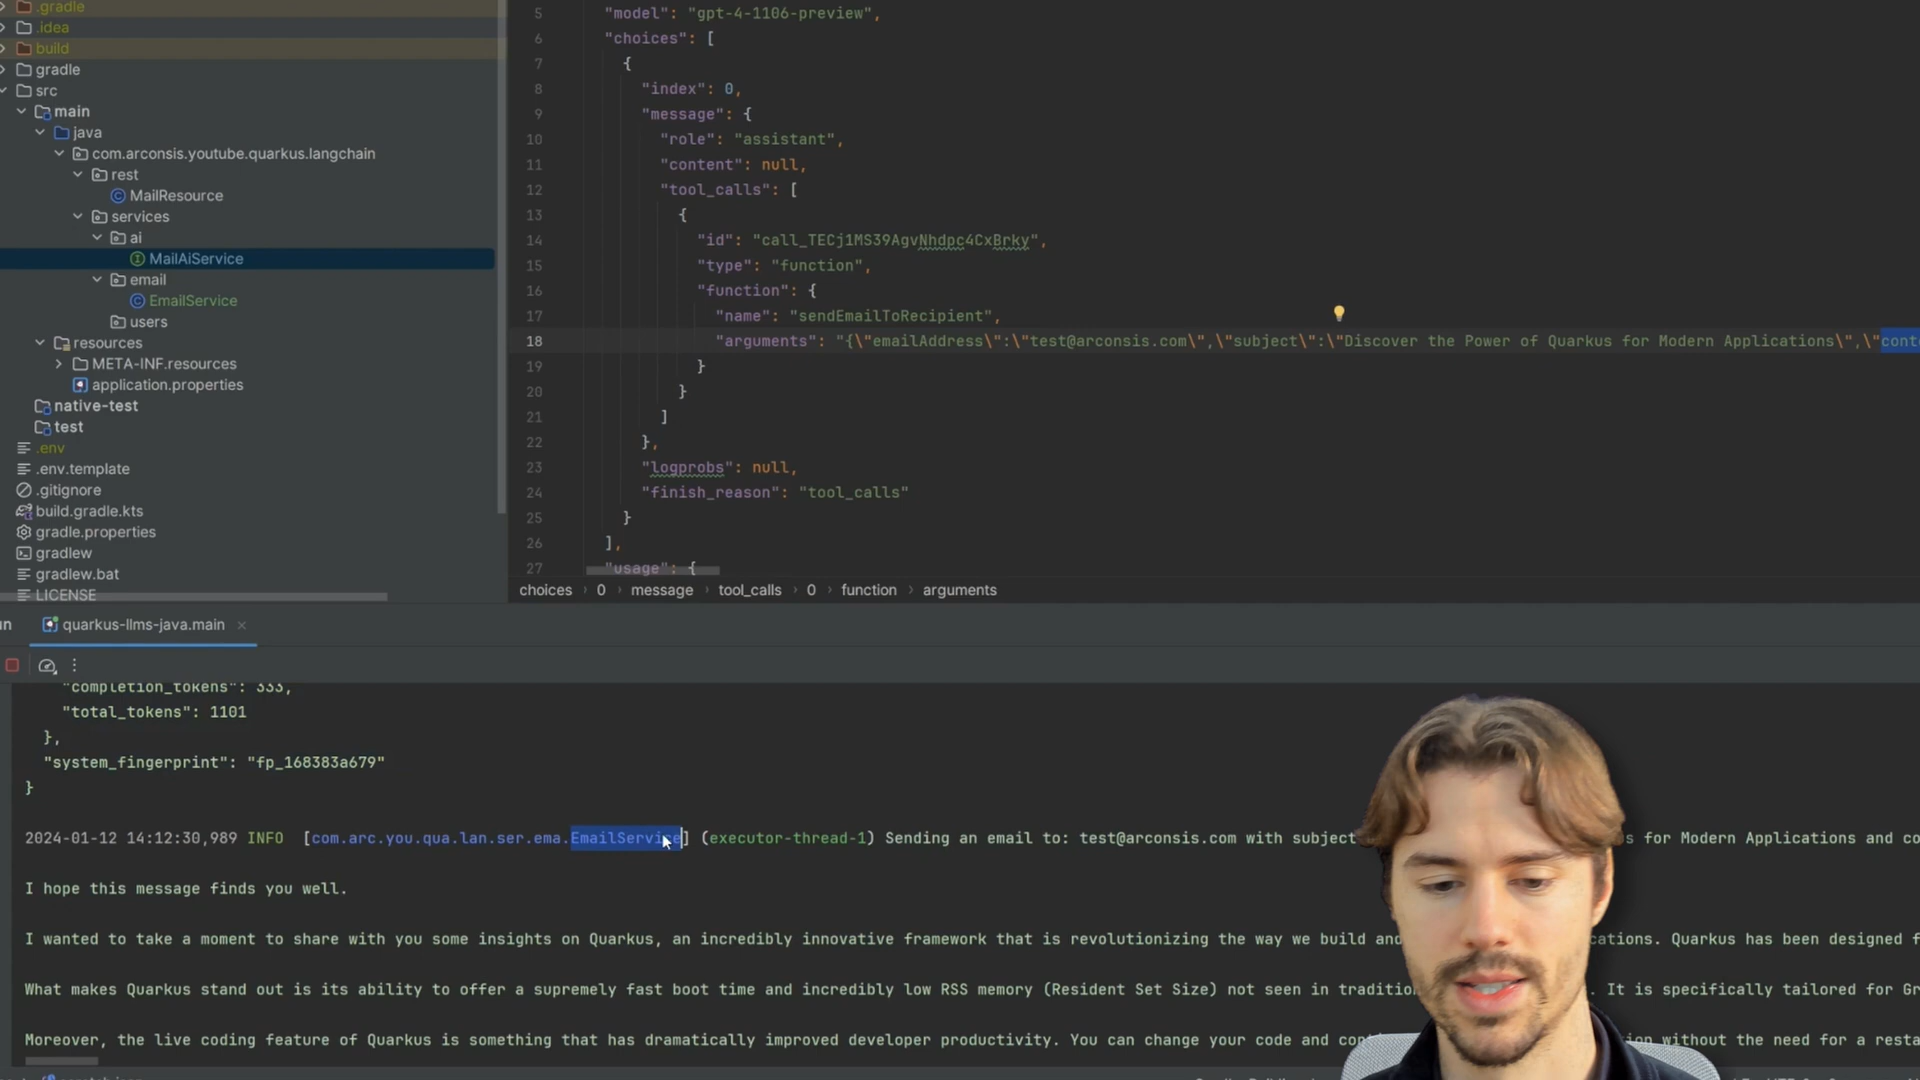 .gradle
.idea
build
gradle
src
main
java
com.arconsis.youtube.quarkus.langchain
rest
MailResource
services
ai
MailAiService
email
EmailService
users
resources
META-INF.resources
application.properties
native-test
test
.env
.env.template
.gitignore
build.gradle.kts
gradle.properties
gradlew
gradlew.bat
LICENSE
5 "model": "gpt-4-1106-preview",
6 "choices": [
7 {
8 "index": 0,
9 "message": {
10 "role": "assistant",
11 "content": null,
12 "tool_calls": [
13 {
14 "id": "call_TECj1MS39AgvNhdpc4CxBrky",
15 "type": "function",
16 "function": {
17 "name": "sendEmailToRecipient",
18 "arguments": "{\"emailAddress\":\"test@arconsis.com\",\"subject\":\"Discover the Power of Quarkus for Modern Applications\",\"conte
19 }
20 }
21 ]
22 },
23 "logprobs": null,
24 "finish_reason": "tool_calls"
25 }
26 ],
27 "usage": {
choices › 0 › message › tool_calls › 0 › function › arguments
un quarkus-llms-java.main ×
"completion_tokens": 333,
"total_tokens": 1101
},
"system_fingerprint": "fp_168383a679"
}
2024-01-12 14:12:30,989 INFO [com.arc.you.qua.lan.ser.ema.EmailService] (executor-thread-1) Sending an email to: test@arconsis.com with subject s for Modern Applications and co
I hope this message finds you well.
I wanted to take a moment to share with you some insights on Quarkus, an incredibly innovative framework that is revolutionizing the way we build and cations. Quarkus has been designed f
What makes Quarkus stand out is its ability to offer a supremely fast boot time and incredibly low RSS memory (Resident Set Size) not seen in tradition . It is specifically tailored for Gr
Moreover, the live coding feature of Quarkus is something that has dramatically improved developer productivity. You can change your code and con ion without the need for a resta